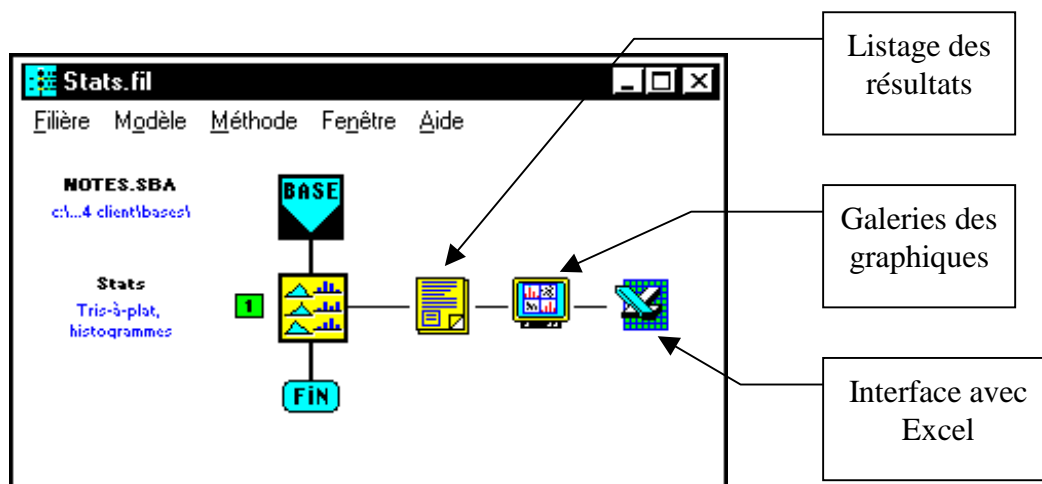 Stats.fil
Filière Modèle Méthode Fenêtre Aide
NOTES.SBA
c:\...4 client\bases\
BASE
Stats
Tris-à-plat,
histogrammes
1
FIN
Listage des
résultats
Galeries des
graphiques
Interface avec
Excel